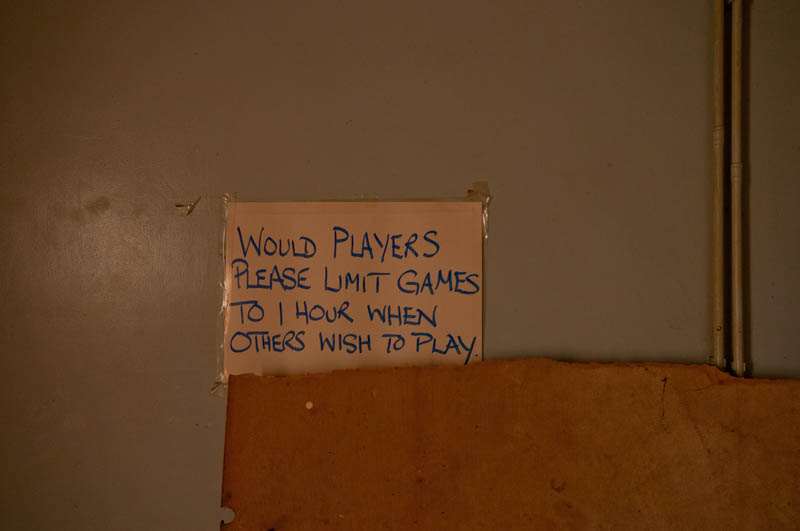 WOULD PLAYERS
PLEASE LIMIT GAMES
TO 1 HOUR WHEN
OTHERS WISH TO PLAY